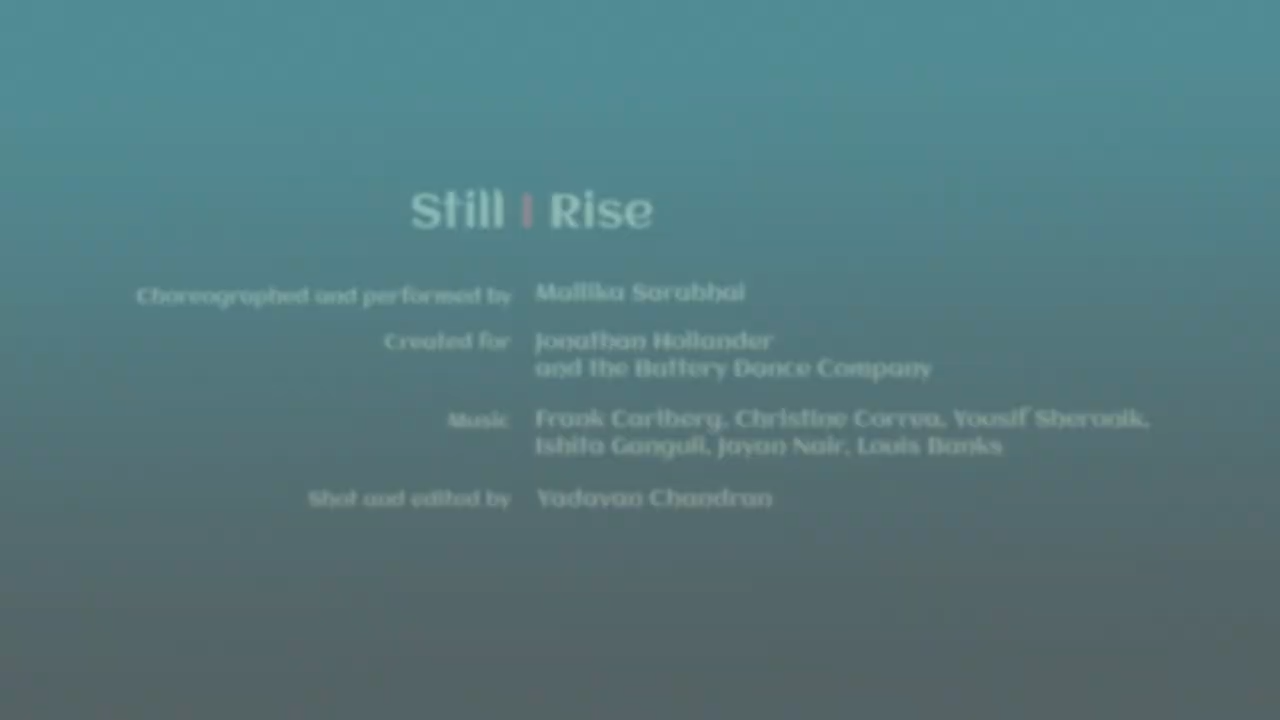 Still I Rise
Choreographed and performed by Mallika Sarabhai
Created for Jonathan Hollander
and the Battery Dance Company
Music Frank Carlberg, Christine Correa, Yousif Sheronik,
Ishita Ganguli, Jayan Nair, Louis Banks
Shot and edited by Yadavan Chandran